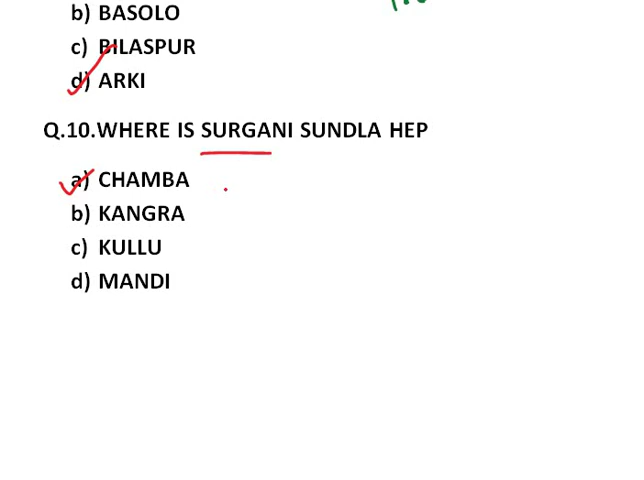 b) BASOLO
c) BILASPUR
d) ARKI
Q.10.WHERE IS SURGANI SUNDLA HEP
a) CHAMBA
b) KANGRA
c) KULLU
d) MANDI